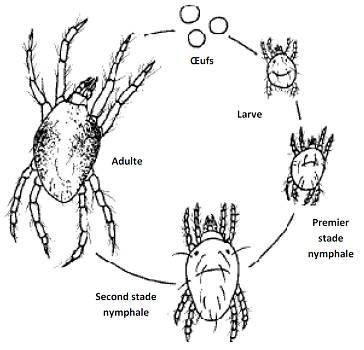 Œufs
Larve
Adulte
Premier
stade
nymphale
Second stade
nymphale